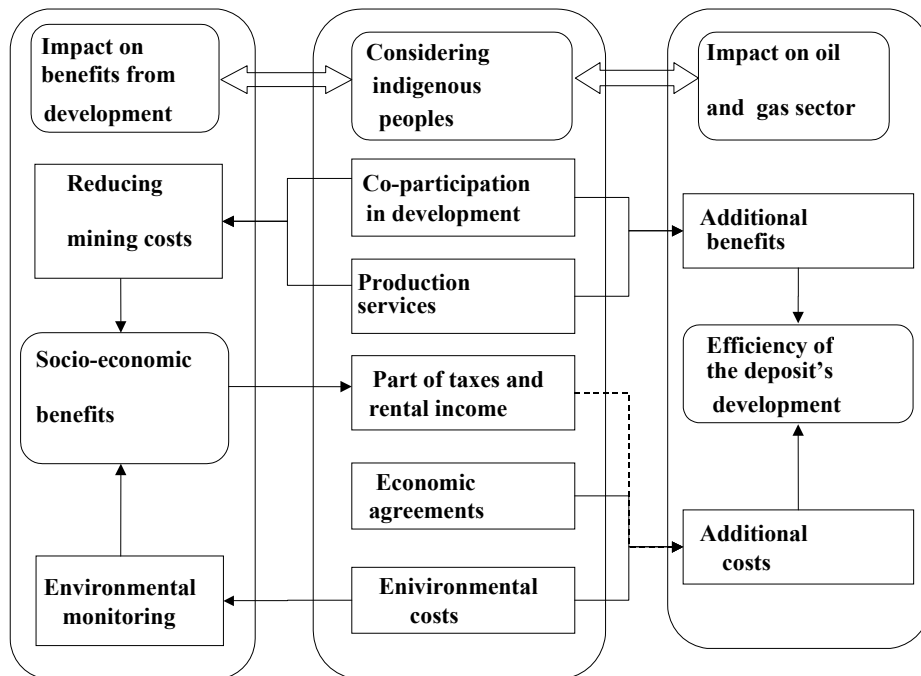 Impact on
benefits from
development
Considering
indigenous
peoples
Impact on oil
and gas sector
Reducing
mining costs
Co-participation
in development
Additional
benefits
Production
services
Socio-economic
benefits
Part of taxes and
rental income
Efficiency of
the deposit's
development
Economic
agreements
Additional
costs
Environmental
monitoring
Enivironmental
costs